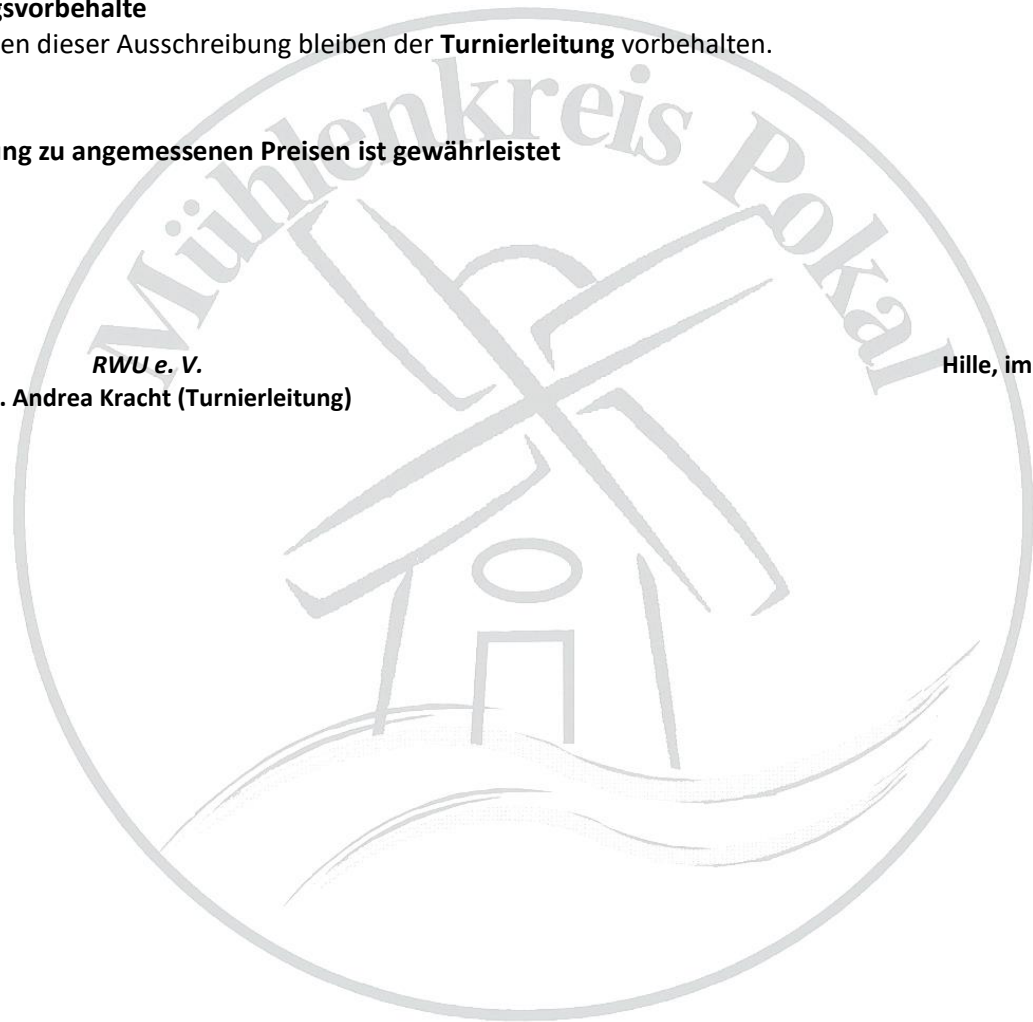 gsvorbehalte
en dieser Ausschreibung bleiben der Turnierleitung vorbehalten.
ung zu angemessenen Preisen ist gewährleistet
Mühlenkreis Pokal
RWU e. V. Hille, im
. Andrea Kracht (Turnierleitung)